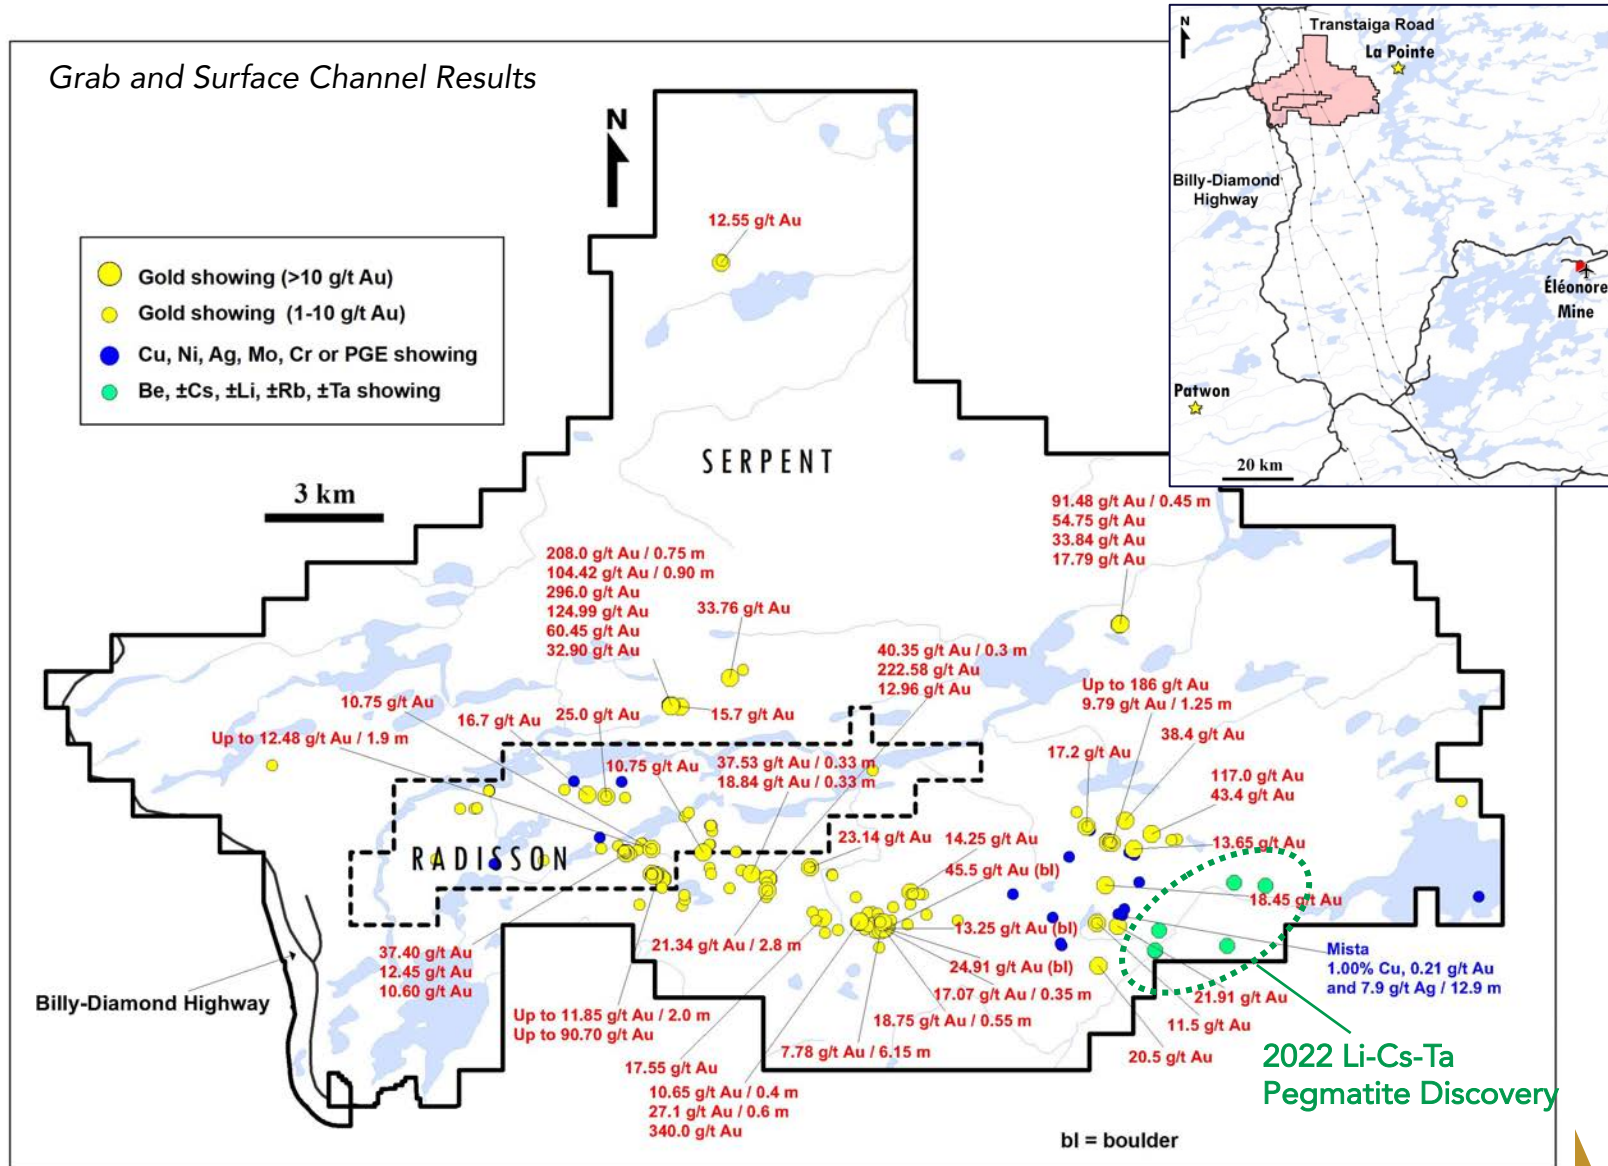 Grab and Surface Channel Results
N
Transtaiga Road
La Pointe
Billy-Diamond
Highway
Éléonore
Mine
Patwon
20 km
N
12.55 g/t Au
Gold showing (>10 g/t Au)
Gold showing (1-10 g/t Au)
Cu, Ni, Ag, Mo, Cr or PGE showing
Be, ±Cs, ±Li, ±Rb, ±Ta showing
SERPENT
3 km
91.48 g/t Au / 0.45 m
54.75 g/t Au
33.84 g/t Au
17.79 g/t Au
208.0 g/t Au / 0.75 m
104.42 g/t Au / 0.90 m
296.0 g/t Au
124.99 g/t Au
60.45 g/t Au
32.90 g/t Au
33.76 g/t Au
40.35 g/t Au / 0.3 m
222.58 g/t Au
12.96 g/t Au
Up to 186 g/t Au
9.79 g/t Au / 1.25 m
10.75 g/t Au
16.7 g/t Au
25.0 g/t Au
15.7 g/t Au
Up to 12.48 g/t Au / 1.9 m
38.4 g/t Au
17.2 g/t Au
10.75 g/t Au
37.53 g/t Au / 0.33 m
18.84 g/t Au / 0.33 m
117.0 g/t Au
43.4 g/t Au
23.14 g/t Au
14.25 g/t Au
13.65 g/t Au
RADISSON
45.5 g/t Au (bl)
18.45 g/t Au
13.25 g/t Au (bl)
37.40 g/t Au
12.45 g/t Au
10.60 g/t Au
21.34 g/t Au / 2.8 m
24.91 g/t Au (bl)
Mista
1.00% Cu, 0.21 g/t Au
and 7.9 g/t Ag / 12.9 m
17.07 g/t Au / 0.35 m
21.91 g/t Au
Billy-Diamond Highway
Up to 11.85 g/t Au / 2.0 m
Up to 90.70 g/t Au
18.75 g/t Au / 0.55 m
11.5 g/t Au
7.78 g/t Au / 6.15 m
20.5 g/t Au
17.55 g/t Au
10.65 g/t Au / 0.4 m
27.1 g/t Au / 0.6 m
340.0 g/t Au
2022 Li-Cs-Ta
Pegmatite Discovery
bl = boulder